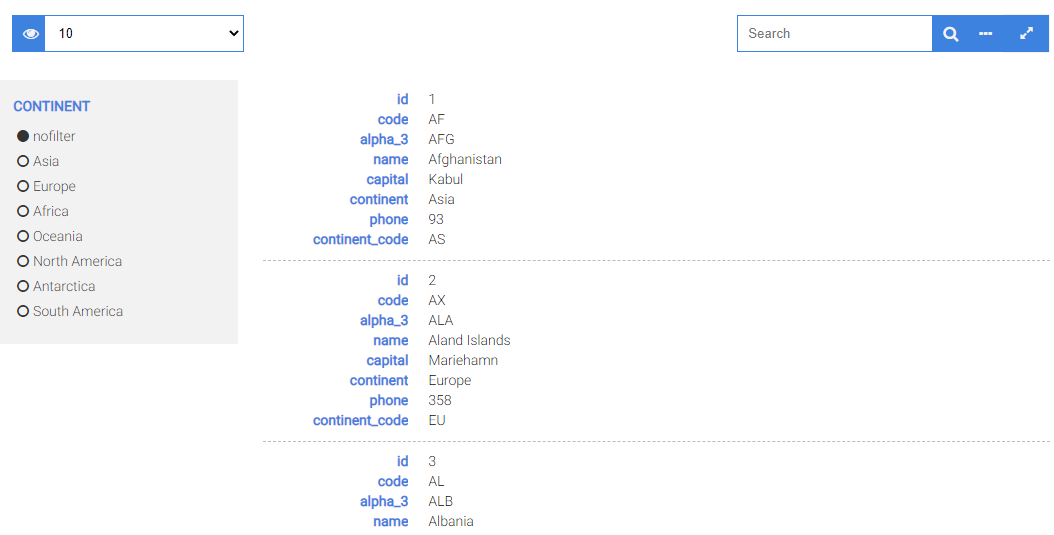 10
Search
CONTINENT
nofilter
Asia
Europe
Africa
Oceania
North America
Antarctica
South America
id 1
code AF
alpha_3 AFG
name Afghanistan
capital Kabul
continent Asia
phone 93
continent_code AS
id 2
code AX
alpha_3 ALA
name Aland Islands
capital Mariehamn
continent Europe
phone 358
continent_code EU
id 3
code AL
alpha_3 ALB
name Albania